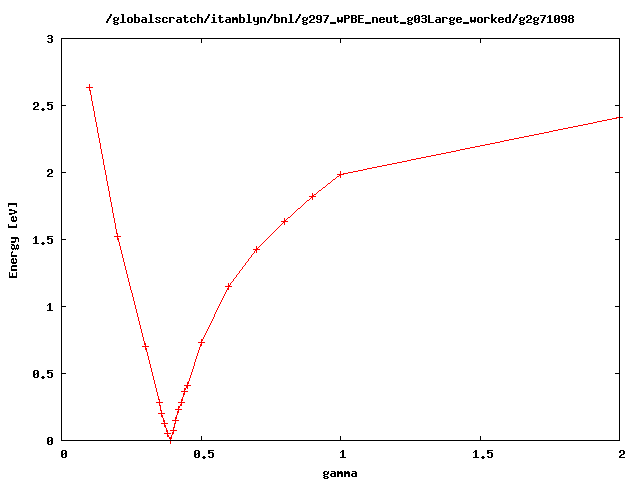 /globalscratch/itamblyn/bnl/g297_wPBE_neut_g03Large_worked/g2g71098
3
2.5
2
1.5
1
0.5
0
Energy [eV]
0 0.5 1 1.5 2
gamma